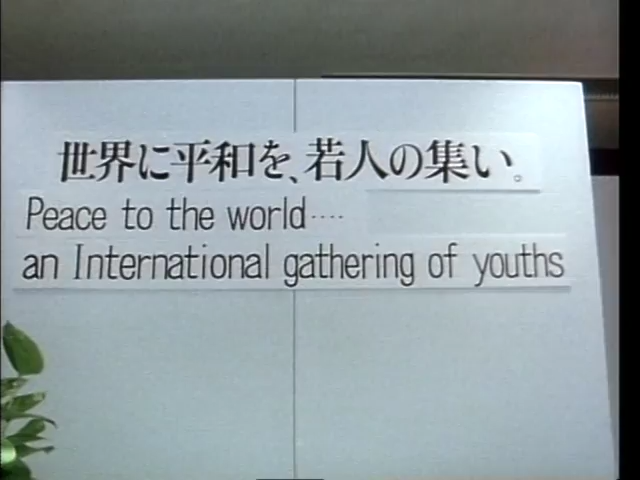 世界に平和を、若人の集い。
Peace to the world····
an International gathering of youths